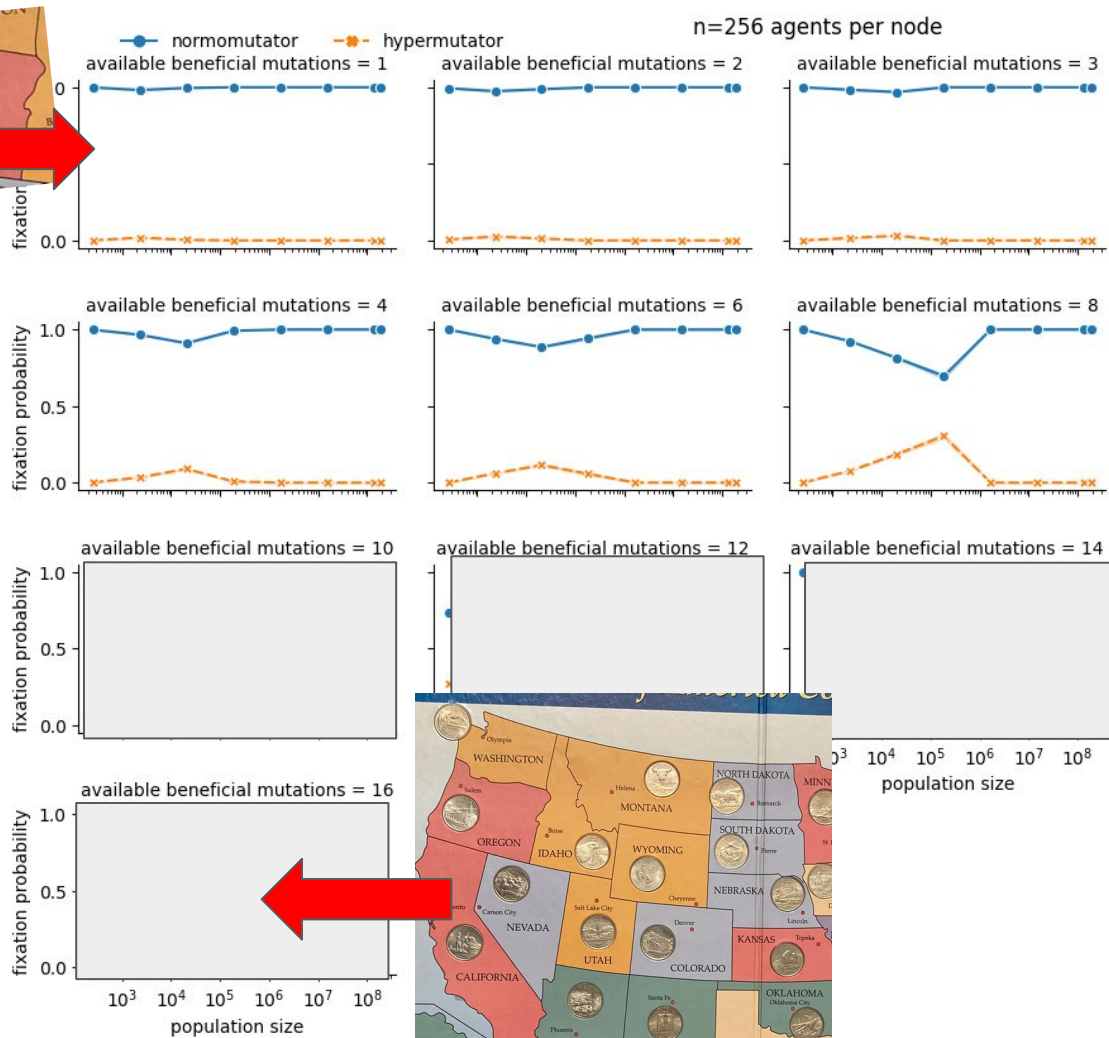 n=256 agents per node
normomutator hypermutator
available beneficial mutations = 1
available beneficial mutations = 2
available beneficial mutations = 3
0
0.0
fixation
available beneficial mutations = 4
available beneficial mutations = 6
available beneficial mutations = 8
fixation probability
1.0
0.5
0.0
available beneficial mutations = 10
available beneficial mutations = 12
available beneficial mutations = 14
fixation probability
1.0
0.5
0.0
10⁴ 10⁵ 10⁶ 10⁷ 10⁸
population size
available beneficial mutations = 16
fixation probability
1.0
0.5
0.0
10³ 10⁴ 10⁵ 10⁶ 10⁷ 10⁸
population size
Olympia
WASHINGTON
Salem
OREGON
Helena
MONTANA
NORTH DAKOTA
Bismarck
SOUTH DAKOTA
Pierre
Boise
IDAHO
WYOMING
Cheyenne
NEBRASKA
Lincoln
Carson City
NEVADA
Salt Lake City
UTAH
Denver
COLORADO
KANSAS
Topeka
CALIFORNIA
Santa Fe
Phoenix
OKLAHOMA
Oklahoma City